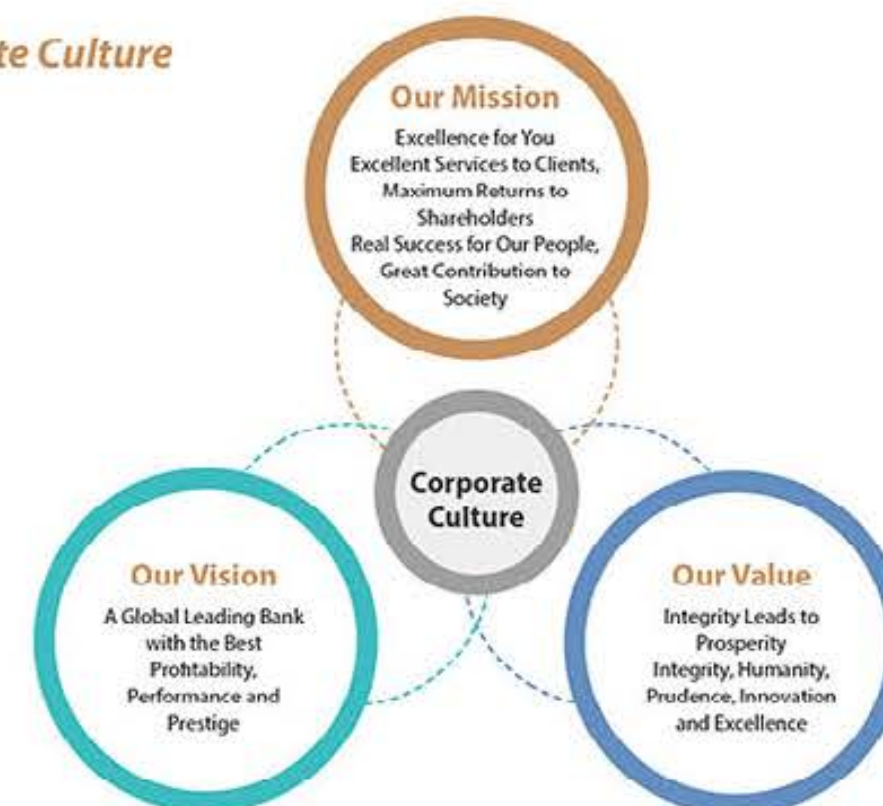 te Culture
Our Mission
Excellence for You
Excellent Services to Clients,
Maximum Returns to
Shareholders
Real Success for Our People,
Great Contribution to
Society
Corporate
Culture
Our Vision
A Global Leading Bank
with the Best
Profitability,
Performance and
Prestige
Our Value
Integrity Leads to
Prosperity
Integrity, Humanity,
Prudence, Innovation
and Excellence